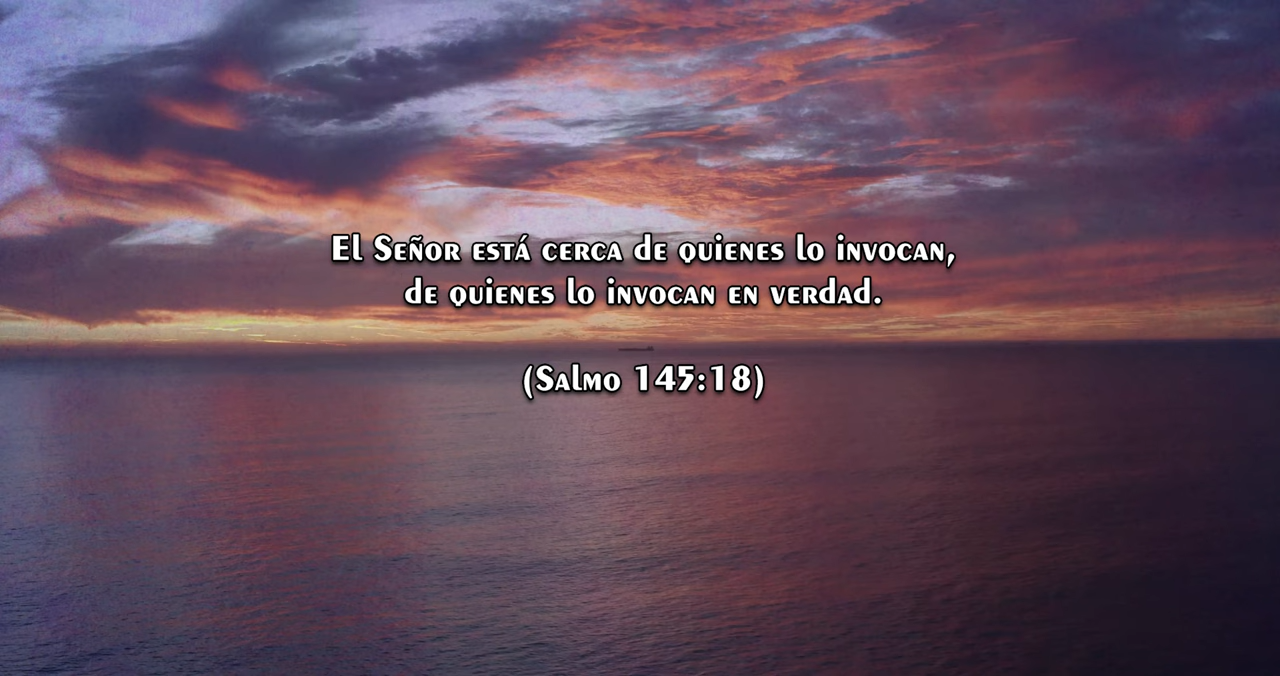 El Señor está cerca de quienes lo invocan,
de quienes lo invocan en verdad.
(Salmo 145:18)